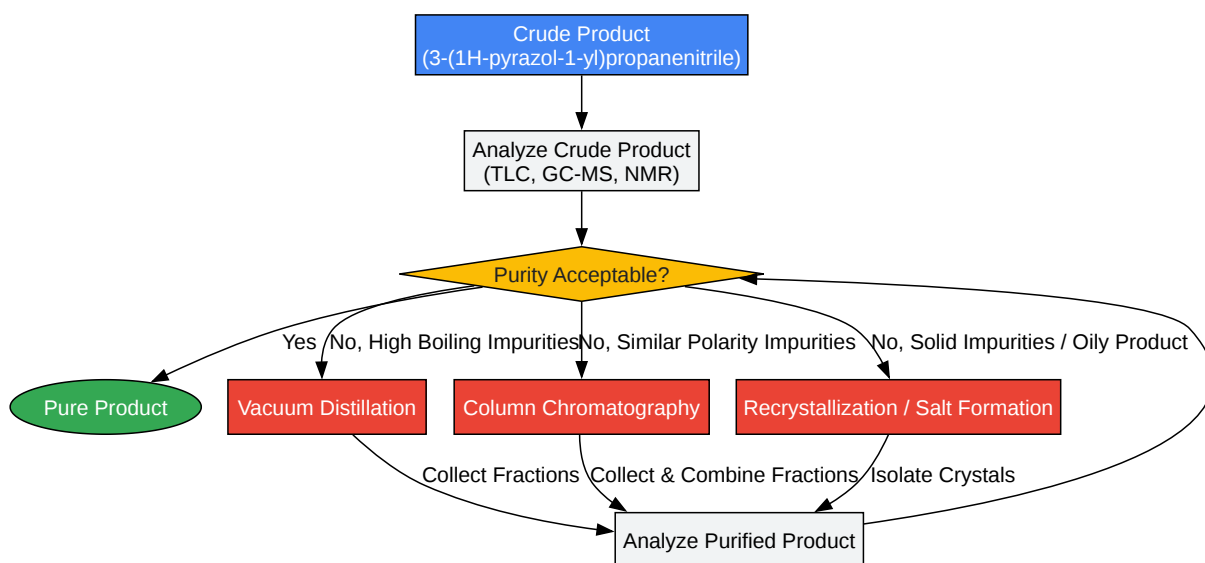 Crude Product
(3-(1H-pyrazol-1-yl)propanenitrile)
Analyze Crude Product
(TLC, GC-MS, NMR)
Purity Acceptable?
Yes
No, High Boiling Impurities
No, Similar Polarity Impurities
No, Solid Impurities / Oily Product
Pure Product
Vacuum Distillation
Column Chromatography
Recrystallization / Salt Formation
Collect Fractions
Collect & Combine Fractions
Isolate Crystals
Analyze Purified Product